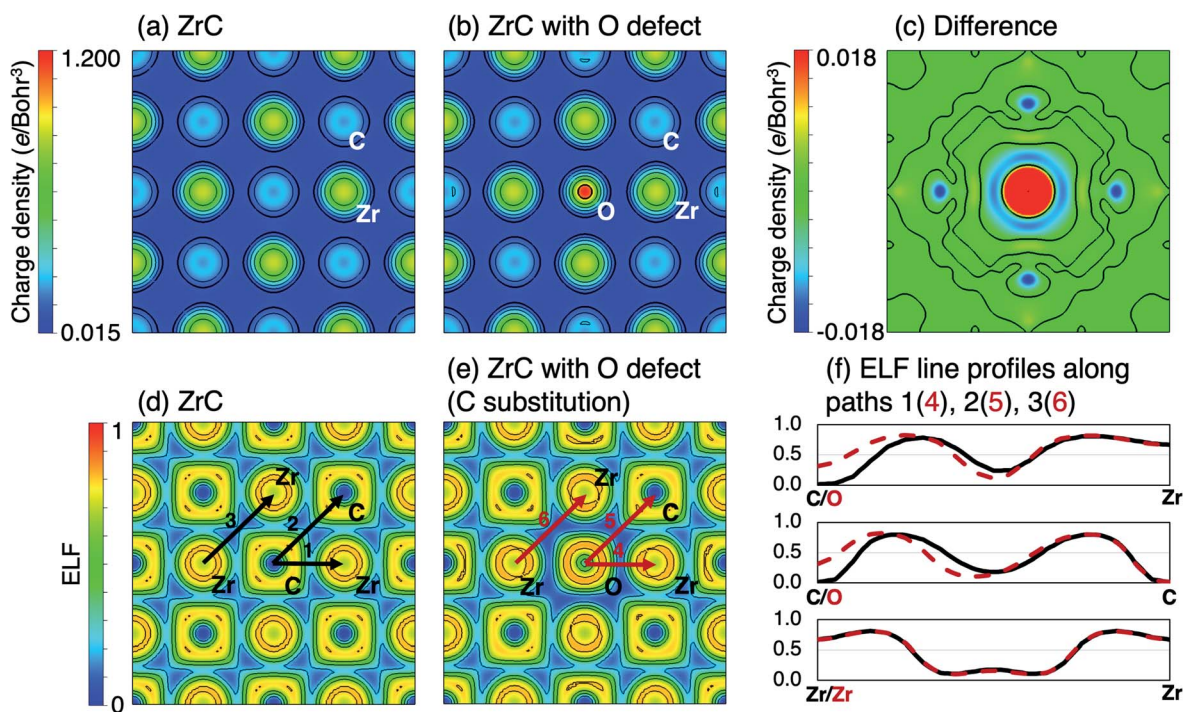 (a) ZrC
(b) ZrC with O defect
(c) Difference
Charge density (e/Bohr³)
1.200
0.015
C
Zr
C
O
Zr
Charge density (e/Bohr³)
0.018
-0.018
(d) ZrC
(e) ZrC with O defect
(C substitution)
(f) ELF line profiles along
paths 1(4), 2(5), 3(6)
ELF
1
0
Zr
3
2
C
1
Zr
C
Zr
Zr
6
5
C
4
Zr
O
Zr
1.0
0.5
0.0
C/O
Zr
1.0
0.5
0.0
C/O
C
1.0
0.5
0.0
Zr/Zr
Zr